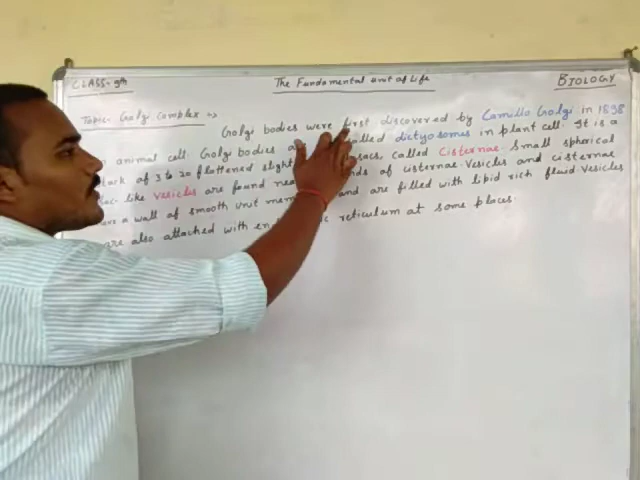 CLASS-9th The Fundamental Unit of Life BIOLOGY
Topic- Golgi Complex =>
Golgi bodies were first discovered by Camillo Golgi in 1898
animal cell. Golgi bodies called dictyosomes in plant cell. It is a
stack of 3 to 20 flattened sacs, called Cisternae. Small spherical
like vesicles are found of cisternae. Vesicles and cisternae
a wall of smooth unit and are filled with lipid rich fluid vesicles
are also attached with reticulum at some places.